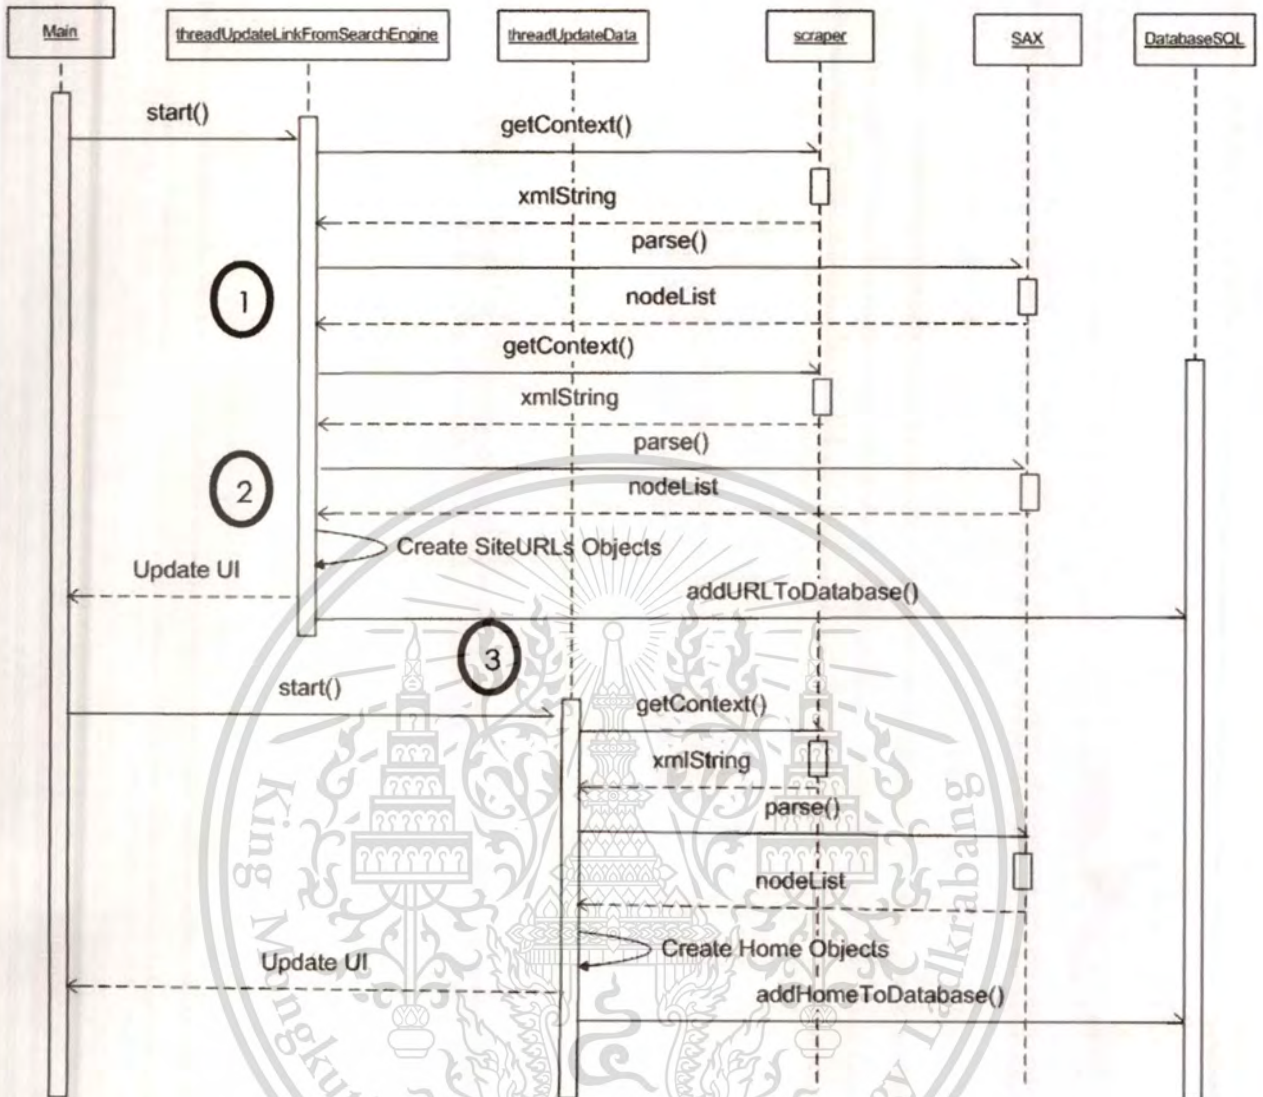 Main
threadUpdateLinkFromSearchEngine
threadUpdateData
scraper
SAX
DatabaseSQL
start()
getContext()
xmlString
parse()
1
nodeList
getContext()
xmlString
parse()
2
nodeList
Create SiteURLs Objects
Update UI
addURLToDatabase()
3
start()
getContext()
xmlString
parse()
nodeList
Create Home Objects
Update UI
addHomeToDatabase()
King Mongkut
Ladkrabang